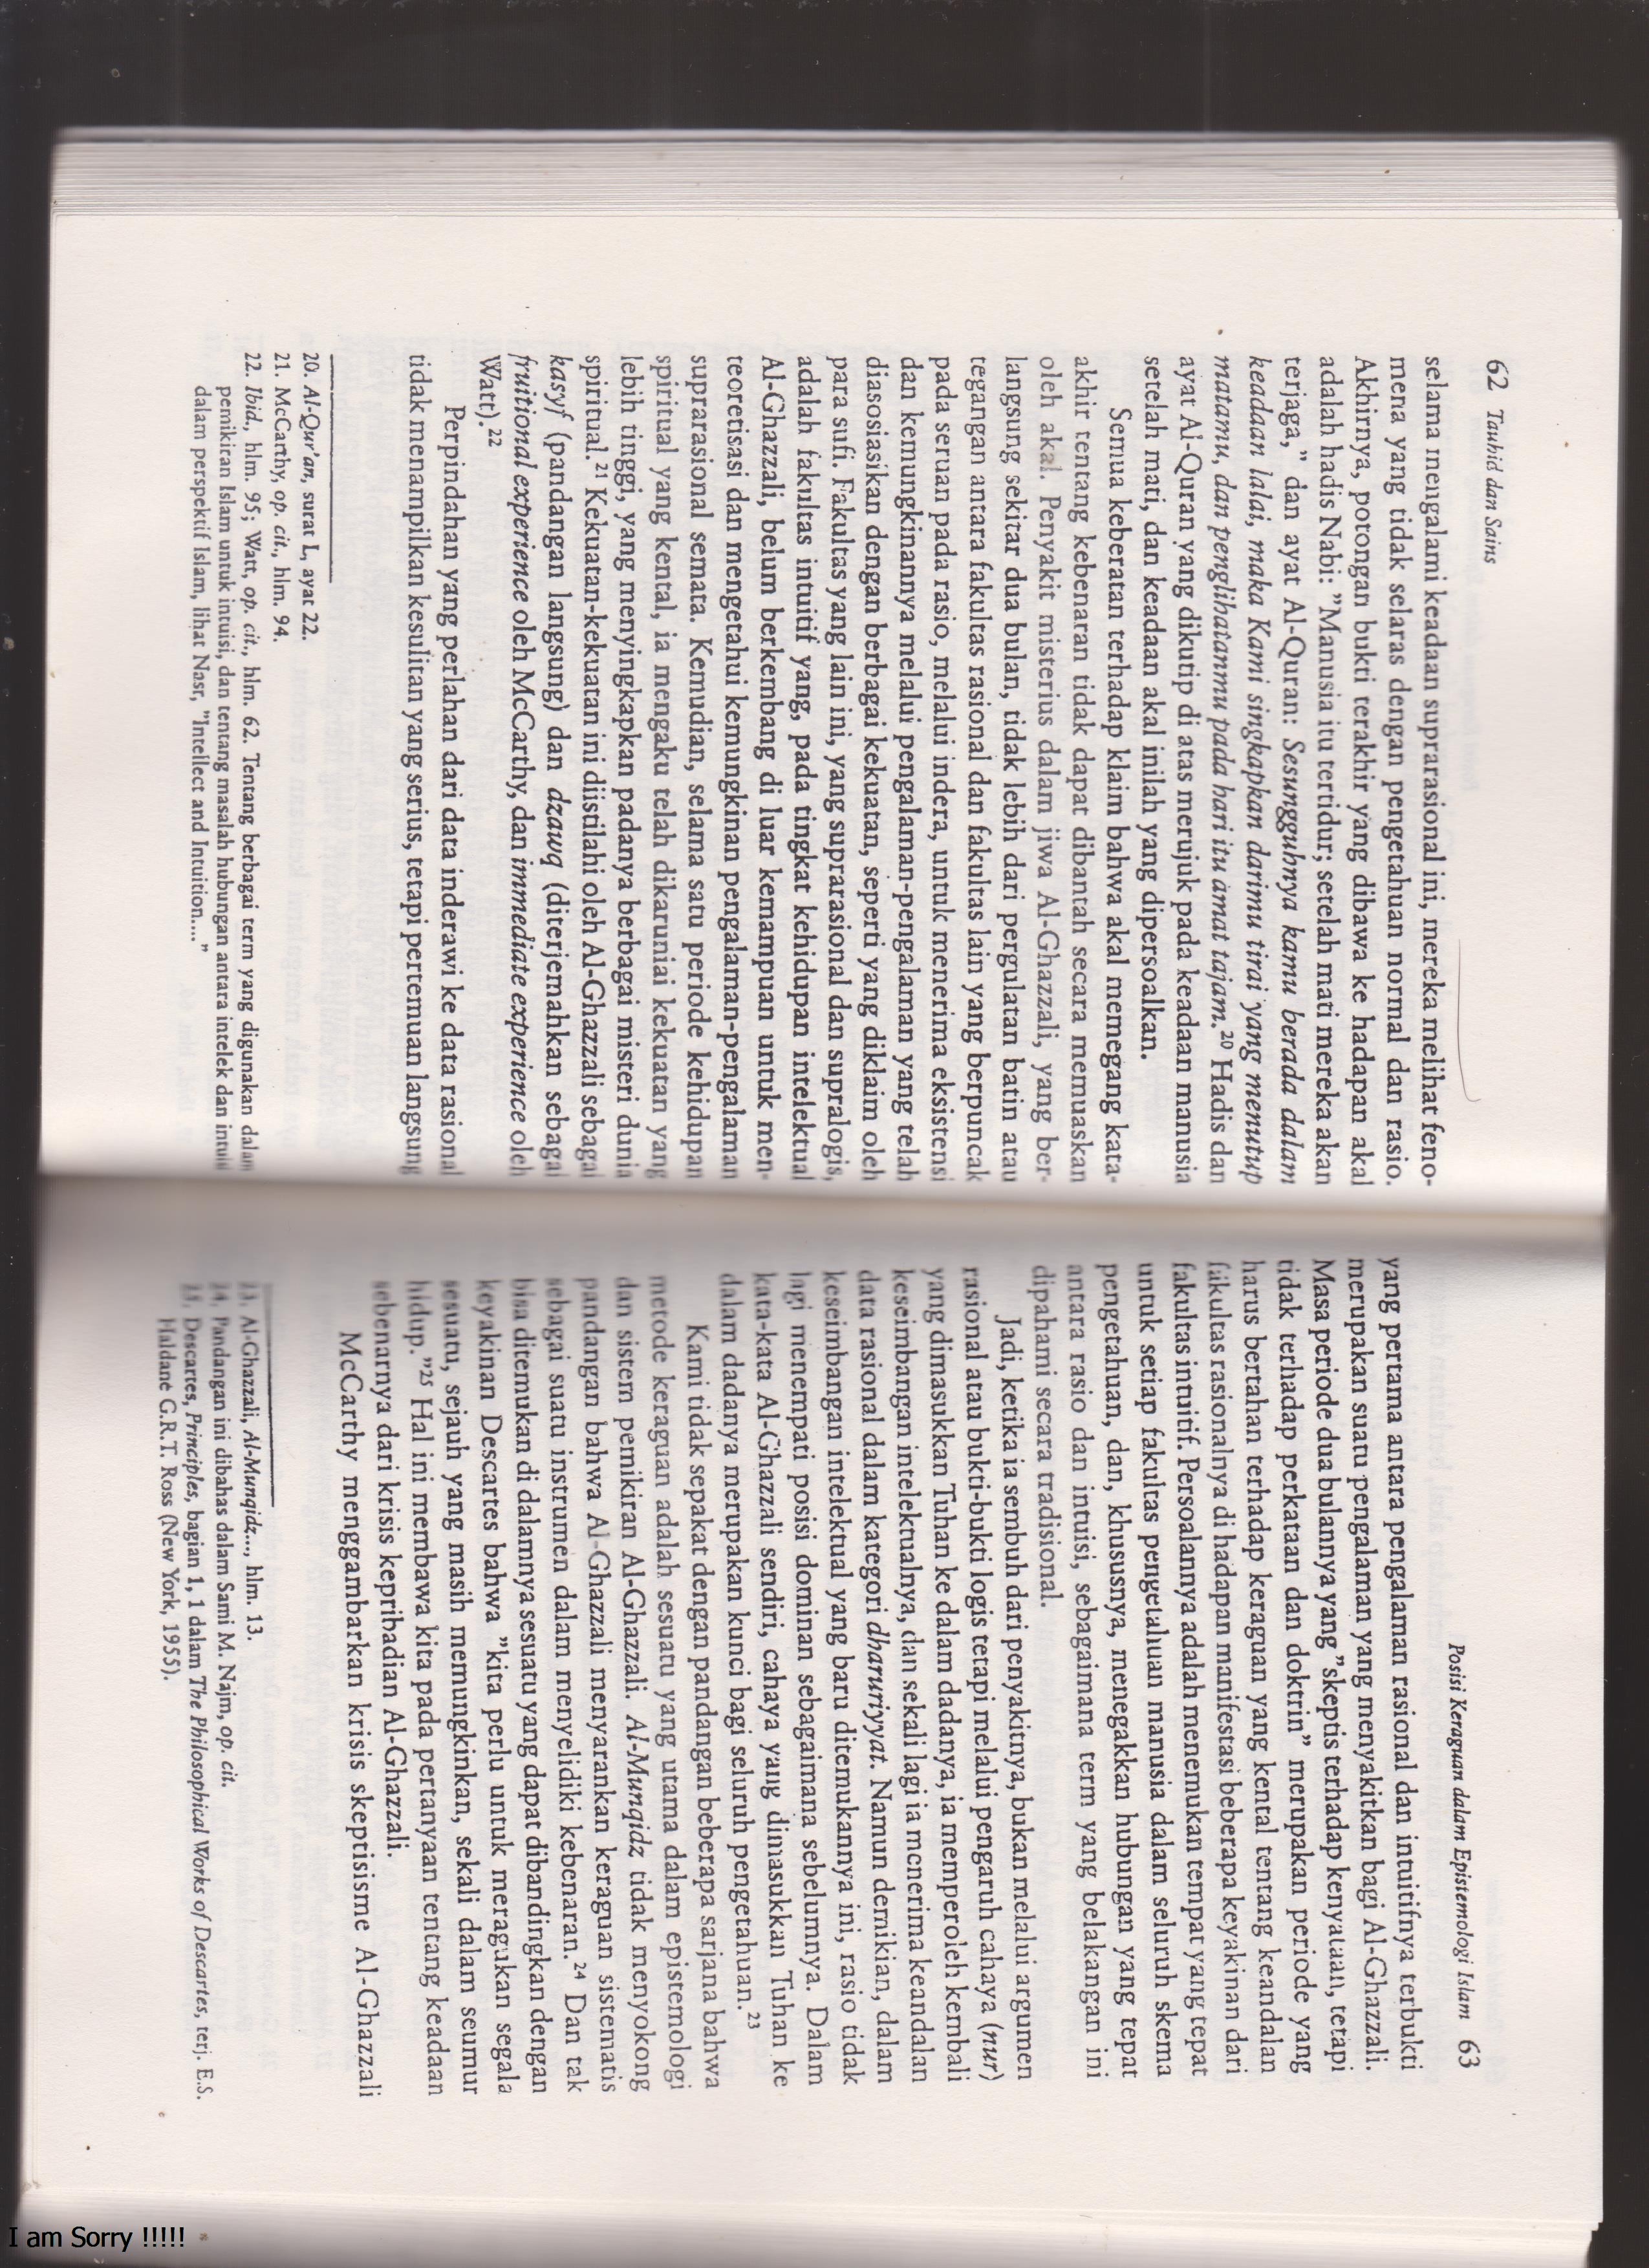 62 Tauhid dan Sains
selama mengalami keadaan suprarasional ini, mereka melihat feno-
mena yang tidak selaras dengan pengetahuan normal dan rasio.
Akhirnya, potongan bukti terakhir yang dibawa ke hadapan akal
adalah hadis Nabi: ”Manusia itu tertidur; setelah mati mereka akan
terjaga,” dan ayat Al-Quran: Sesungguhnya kamu berada dalam
keadaan lalai, maka Kami singkapkan darimu tirai yang menutup
matamu, dan penglihatanmu pada hari itu amat tajam.20 Hadis dan
ayat Al-Quran yang dikutip di atas merujuk pada keadaan manusia
setelah mati, dan keadaan akal inilah yang dipersoalkan.
Semua keberatan terhadap klaim bahwa akal memegang kata-
akhir tentang kebenaran tidak dapat dibantah secara memuaskan
oleh akal. Penyakit misterius dalam jiwa Al-Ghazzali, yang ber-
langsung sekitar dua bulan, tidak lebih dari pergulatan batin atau
tegangan antara fakultas rasional dan fakultas lain yang berpuncak
pada seruan pada rasio, melalui indera, untuk menerima eksistensi
dan kemungkinannya melalui pengalaman-pengalaman yang telah
diasosiasikan dengan berbagai kekuatan, seperti yang diklaim oleh
para sufi. Fakultas yang lain ini, yang suprarasional dan supralogis,
adalah fakultas intuitif yang, pada tingkat kehidupan intelektual
Al-Ghazzali, belum berkembang di luar kemampuan untuk men-
teoretisasi dan mengetahui kemungkinan pengalaman-pengalaman
suprarasional semata. Kemudian, selama satu periode kehidupan
spiritual yang kental, ia mengaku telah dikaruniai kekuatan yang
lebih tinggi, yang menyingkapkan padanya berbagai misteri dunia
spiritual.21 Kekuatan-kekuatan ini diistilahi oleh Al-Ghazzali sebagai
kasyf (pandangan langsung) dan dzawq (diterjemahkan sebagai
fruitional experience oleh McCarthy, dan immediate experience oleh
Watt).22
Perpindahan yang perlahan dari data inderawi ke data rasional
tidak menampilkan kesulitan yang serius, tetapi pertemuan langsung
20. Al-Qur’an, surat L, ayat 22.
21. McCarthy, op. cit., hlm. 94.
22. Ibid., hlm. 95; Watt, op. cit., hlm. 62. Tentang berbagai term yang digunakan dalam
pemikiran Islam untuk intuisi, dan tentang masalah hubungan antara intelek dan intuisi
dalam perspektif Islam, lihat Nasr, ”Intellect and Intuition....”
Posisi Keraguan dalam Epistemologi Islam 63
yang pertama antara pengalaman rasional dan intuitifnya terbukti
merupakan suatu pengalaman yang menyakitkan bagi Al-Ghazzali.
Masa periode dua bulannya yang ”skeptis terhadap kenyataan, tetapi
tidak terhadap perkataan dan doktrin” merupakan periode yang
harus bertahan terhadap keraguan yang kental tentang keandalan
fakultas rasionalnya di hadapan manifestasi beberapa keyakinan dari
fakultas intuitif. Persoalannya adalah menemukan tempat yang tepat
untuk setiap fakultas pengetahuan manusia dalam seluruh skema
pengetahuan, dan, khususnya, menegakkan hubungan yang tepat
antara rasio dan intuisi, sebagaimana term yang belakangan ini
dipahami secara tradisional.
Jadi, ketika ia sembuh dari penyakitnya, bukan melalui argumen
rasional atau bukti-bukti logis tetapi melalui pengaruh cahaya (nur)
yang dimasukkan Tuhan ke dalam dadanya, ia memperoleh kembali
keseimbangan intelektualnya, dan sekali lagi ia menerima keandalan
data rasional dalam kategori dharuriyyat. Namun demikian, dalam
keseimbangan intelektual yang baru ditemukannya ini, rasio tidak
lagi menempati posisi dominan sebagaimana sebelumnya. Dalam
kata-kata Al-Ghazzali sendiri, cahaya yang dimasukkan Tuhan ke
dalam dadanya merupakan kunci bagi seluruh pengetahuan.23
Kami tidak sepakat dengan pandangan beberapa sarjana bahwa
metode keraguan adalah sesuatu yang utama dalam epistemologi
dan sistem pemikiran Al-Ghazzali. Al-Munqidz tidak menyokong
pandangan bahwa Al-Ghazzali menyarankan keraguan sistematis
sebagai suatu instrumen dalam menyelidiki kebenaran.24 Dan tak
bisa ditemukan di dalamnya sesuatu yang dapat dibandingkan dengan
keyakinan Descartes bahwa ”kita perlu untuk meragukan segala
sesuatu, sejauh yang masih memungkinkan, sekali dalam seumur
hidup.”25 Hal ini membawa kita pada pertanyaan tentang keadaan
sebenarnya dari krisis kepribadian Al-Ghazzali.
McCarthy menggambarkan krisis skeptisisme Al-Ghazzali
23. Al-Ghazzali, Al-Munqidz..., hlm. 13.
24. Pandangan ini dibahas dalam Sami M. Najm, op. cit.
25. Descartes, Principles, bagian 1, 1 dalam The Philosophical Works of Descartes, terj. E.S.
Haldane G.R.T. Ross (New York, 1955).
I am Sorry !!!!!